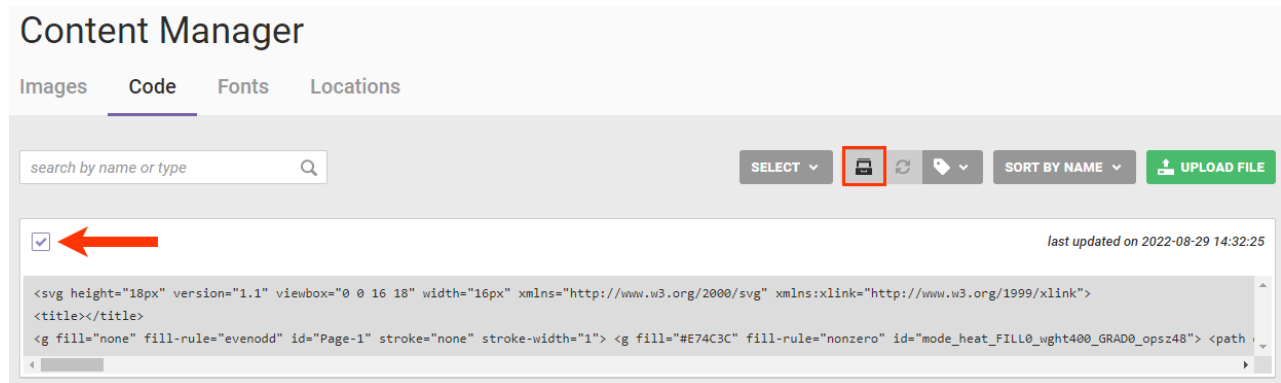 Content Manager
Images Code Fonts Locations
search by name or type SELECT SORT BY NAME UPLOAD FILE
last updated on 2022-08-29 14:32:25
<svg height="18px" version="1.1" viewbox="0 0 16 18" width="16px" xmlns="http://www.w3.org/2000/svg" xmlns:xlink="http://www.w3.org/1999/xlink">
<title></title>
<g fill="none" fill-rule="evenodd" id="Page-1" stroke="none" stroke-width="1"> <g fill="#E74C3C" fill-rule="nonzero" id="mode_heat_FILL0_wght400_GRAD0_opsz48"> <path